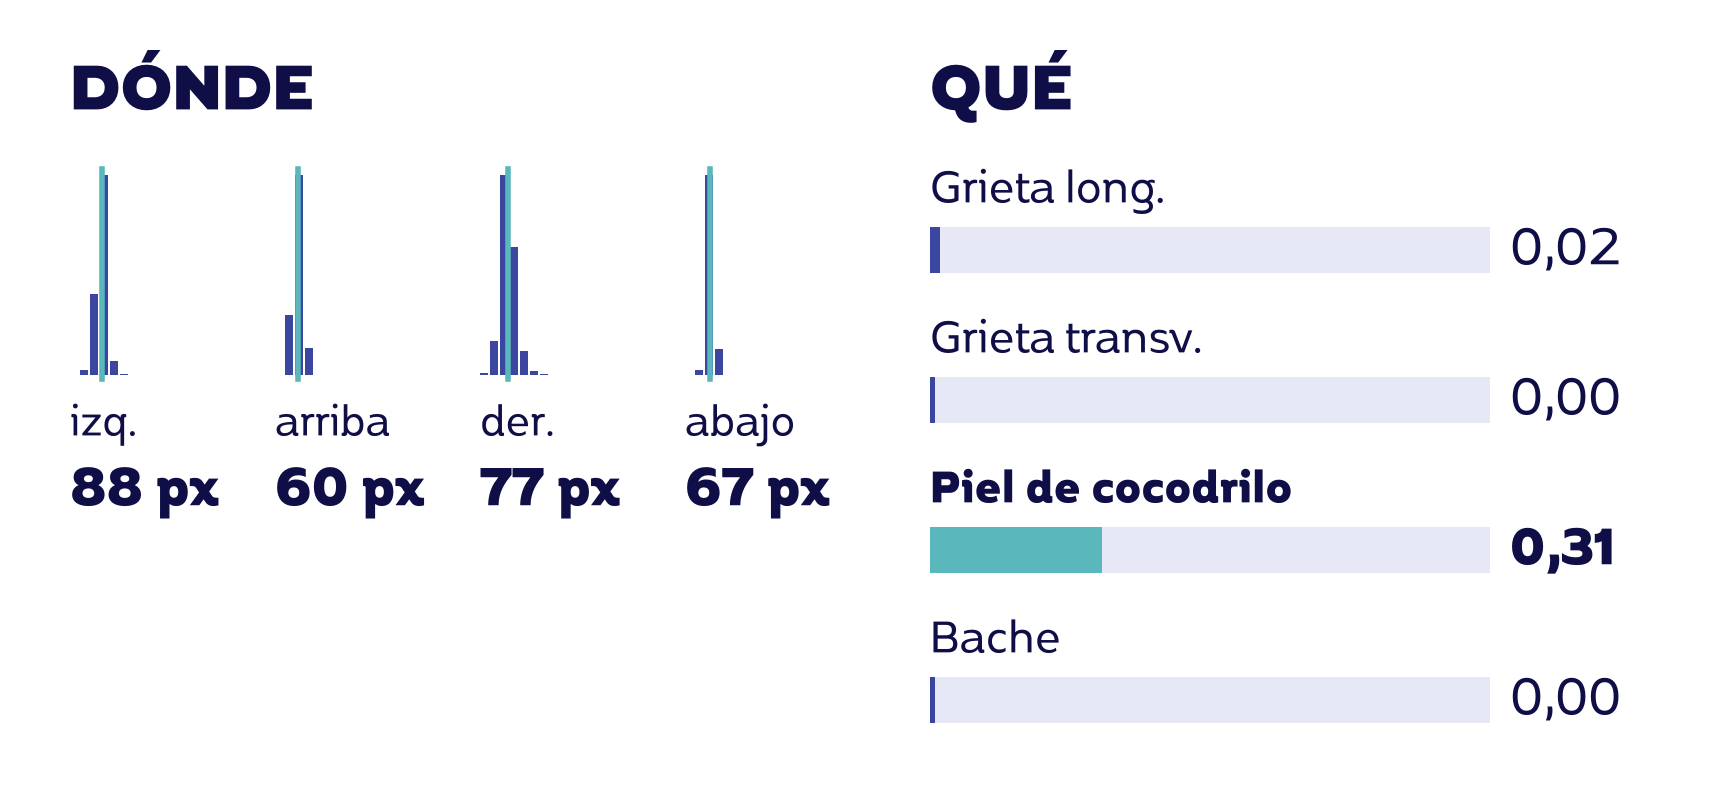 DÓNDE
izq.
88 px
arriba
60 px
der.
77 px
abajo
67 px
QUÉ
Grieta long.
0,02
Grieta transv.
0,00
Piel de cocodrilo
0,31
Bache
0,00